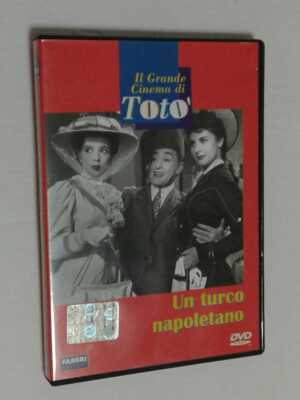 Il Grande
Cinema di
Totò
Un turco
napoletano
FABBRI
DVD